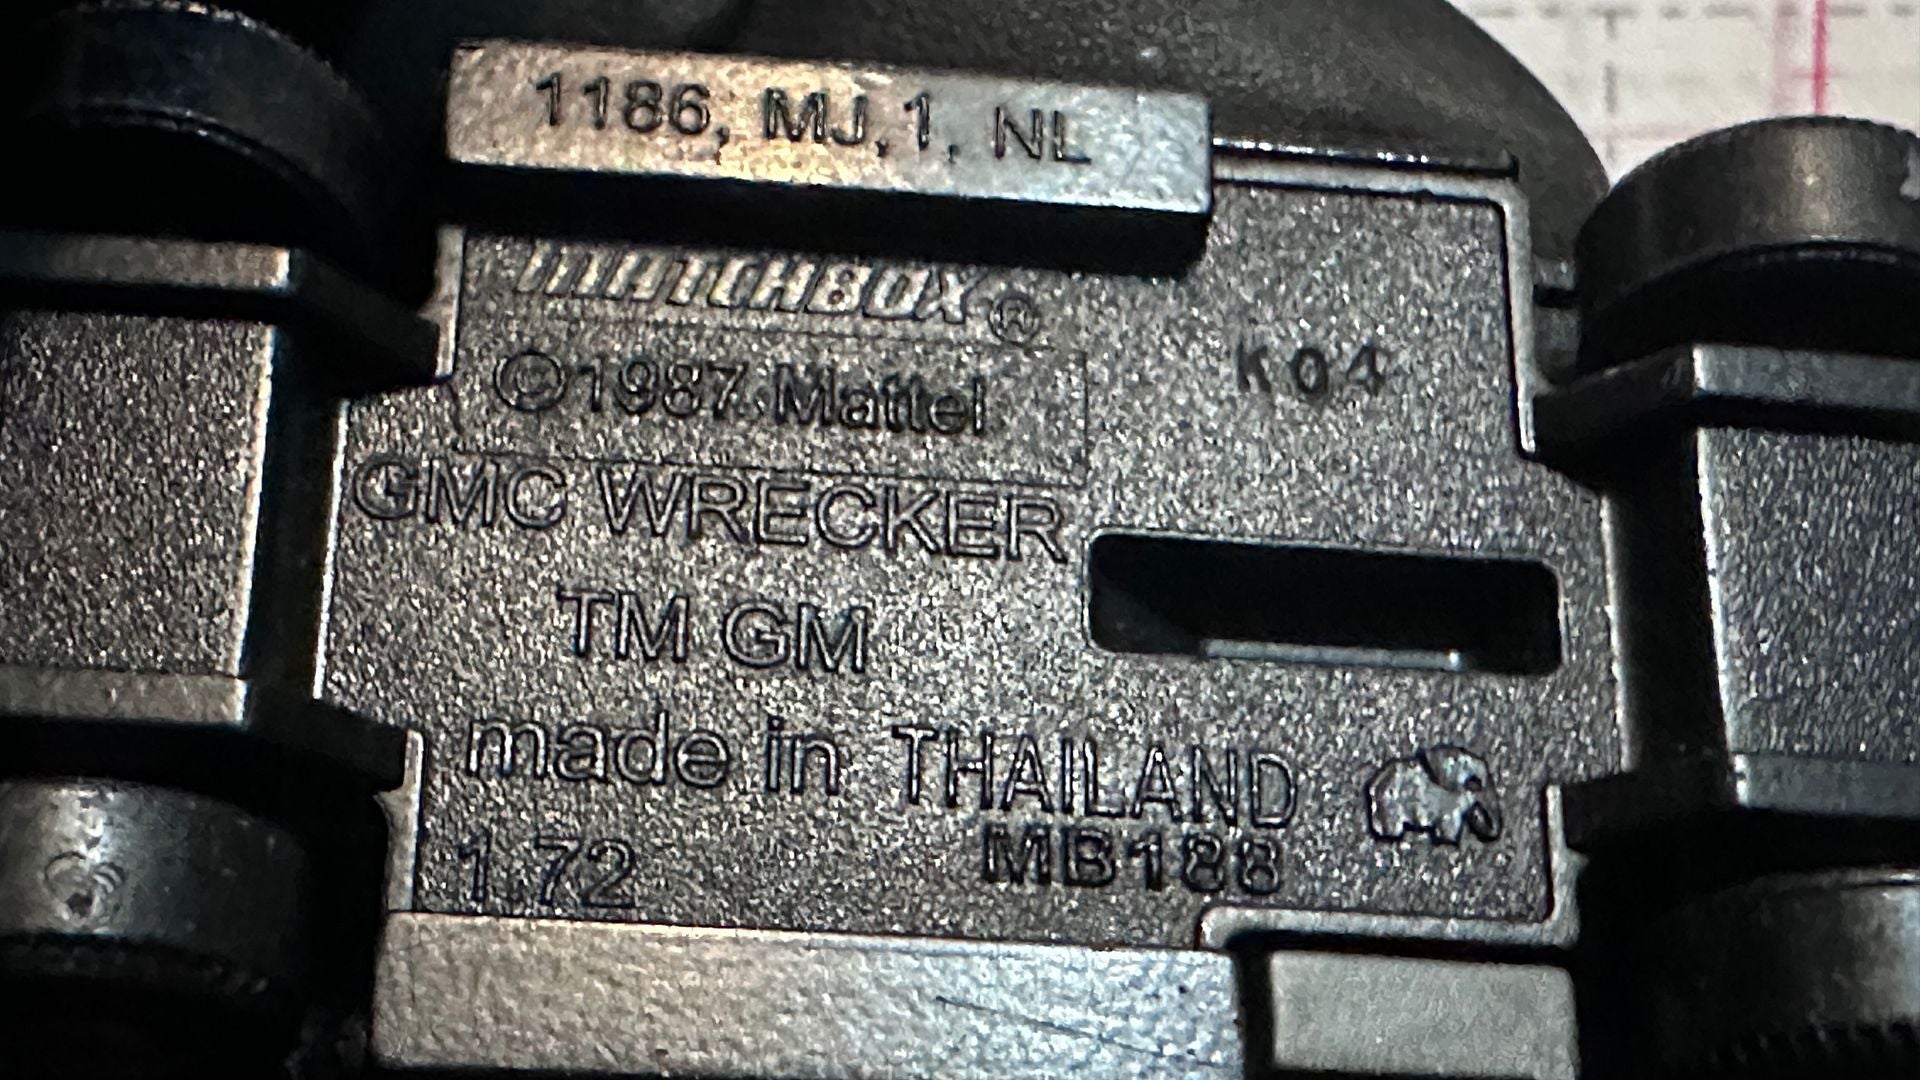 1186, MJ,1, NL
MATCHBOX®
©1987 Mattel
K04
GMC WRECKER
TM GM
made in THAILAND
1 72
MB188